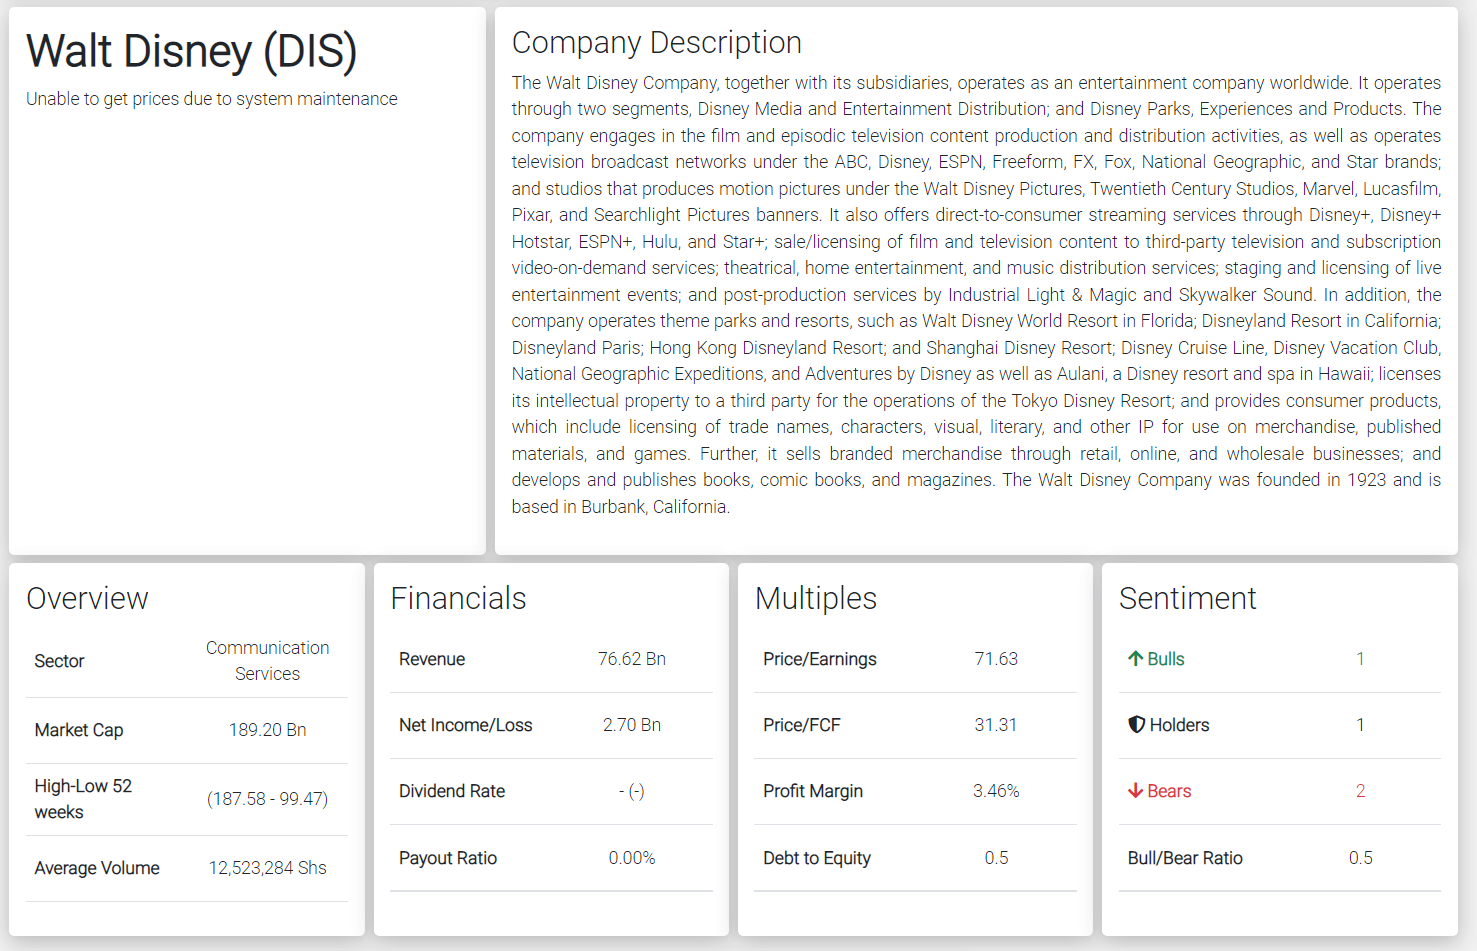 Walt Disney (DIS)
Unable to get prices due to system maintenance
Company Description
The Walt Disney Company, together with its subsidiaries, operates as an entertainment company worldwide. It operates
through two segments, Disney Media and Entertainment Distribution; and Disney Parks, Experiences and Products. The
company engages in the film and episodic television content production and distribution activities, as well as operates
television broadcast networks under the ABC, Disney, ESPN, Freeform, FX, Fox, National Geographic, and Star brands;
and studios that produces motion pictures under the Walt Disney Pictures, Twentieth Century Studios, Marvel, Lucasfilm,
Pixar, and Searchlight Pictures banners. It also offers direct-to-consumer streaming services through Disney+, Disney+
Hotstar, ESPN+, Hulu, and Star+; sale/licensing of film and television content to third-party television and subscription
video-on-demand services; theatrical, home entertainment, and music distribution services; staging and licensing of live
entertainment events; and post-production services by Industrial Light & Magic and Skywalker Sound. In addition, the
company operates theme parks and resorts, such as Walt Disney World Resort in Florida; Disneyland Resort in California;
Disneyland Paris; Hong Kong Disneyland Resort; and Shanghai Disney Resort; Disney Cruise Line, Disney Vacation Club,
National Geographic Expeditions, and Adventures by Disney as well as Aulani, a Disney resort and spa in Hawaii; licenses
its intellectual property to a third party for the operations of the Tokyo Disney Resort; and provides consumer products,
which include licensing of trade names, characters, visual, literary, and other IP for use on merchandise, published
materials, and games. Further, it sells branded merchandise through retail, online, and wholesale businesses; and
develops and publishes books, comic books, and magazines. The Walt Disney Company was founded in 1923 and is
based in Burbank, California.
Overview
Sector Communication Services
Market Cap 189.20 Bn
High-Low 52 weeks (187.58 - 99.47)
Average Volume 12,523,284 Shs
Financials
Revenue 76.62 Bn
Net Income/Loss 2.70 Bn
Dividend Rate - (-)
Payout Ratio 0.00%
Multiples
Price/Earnings 71.63
Price/FCF 31.31
Profit Margin 3.46%
Debt to Equity 0.5
Sentiment
Bulls 1
Holders 1
Bears 2
Bull/Bear Ratio 0.5